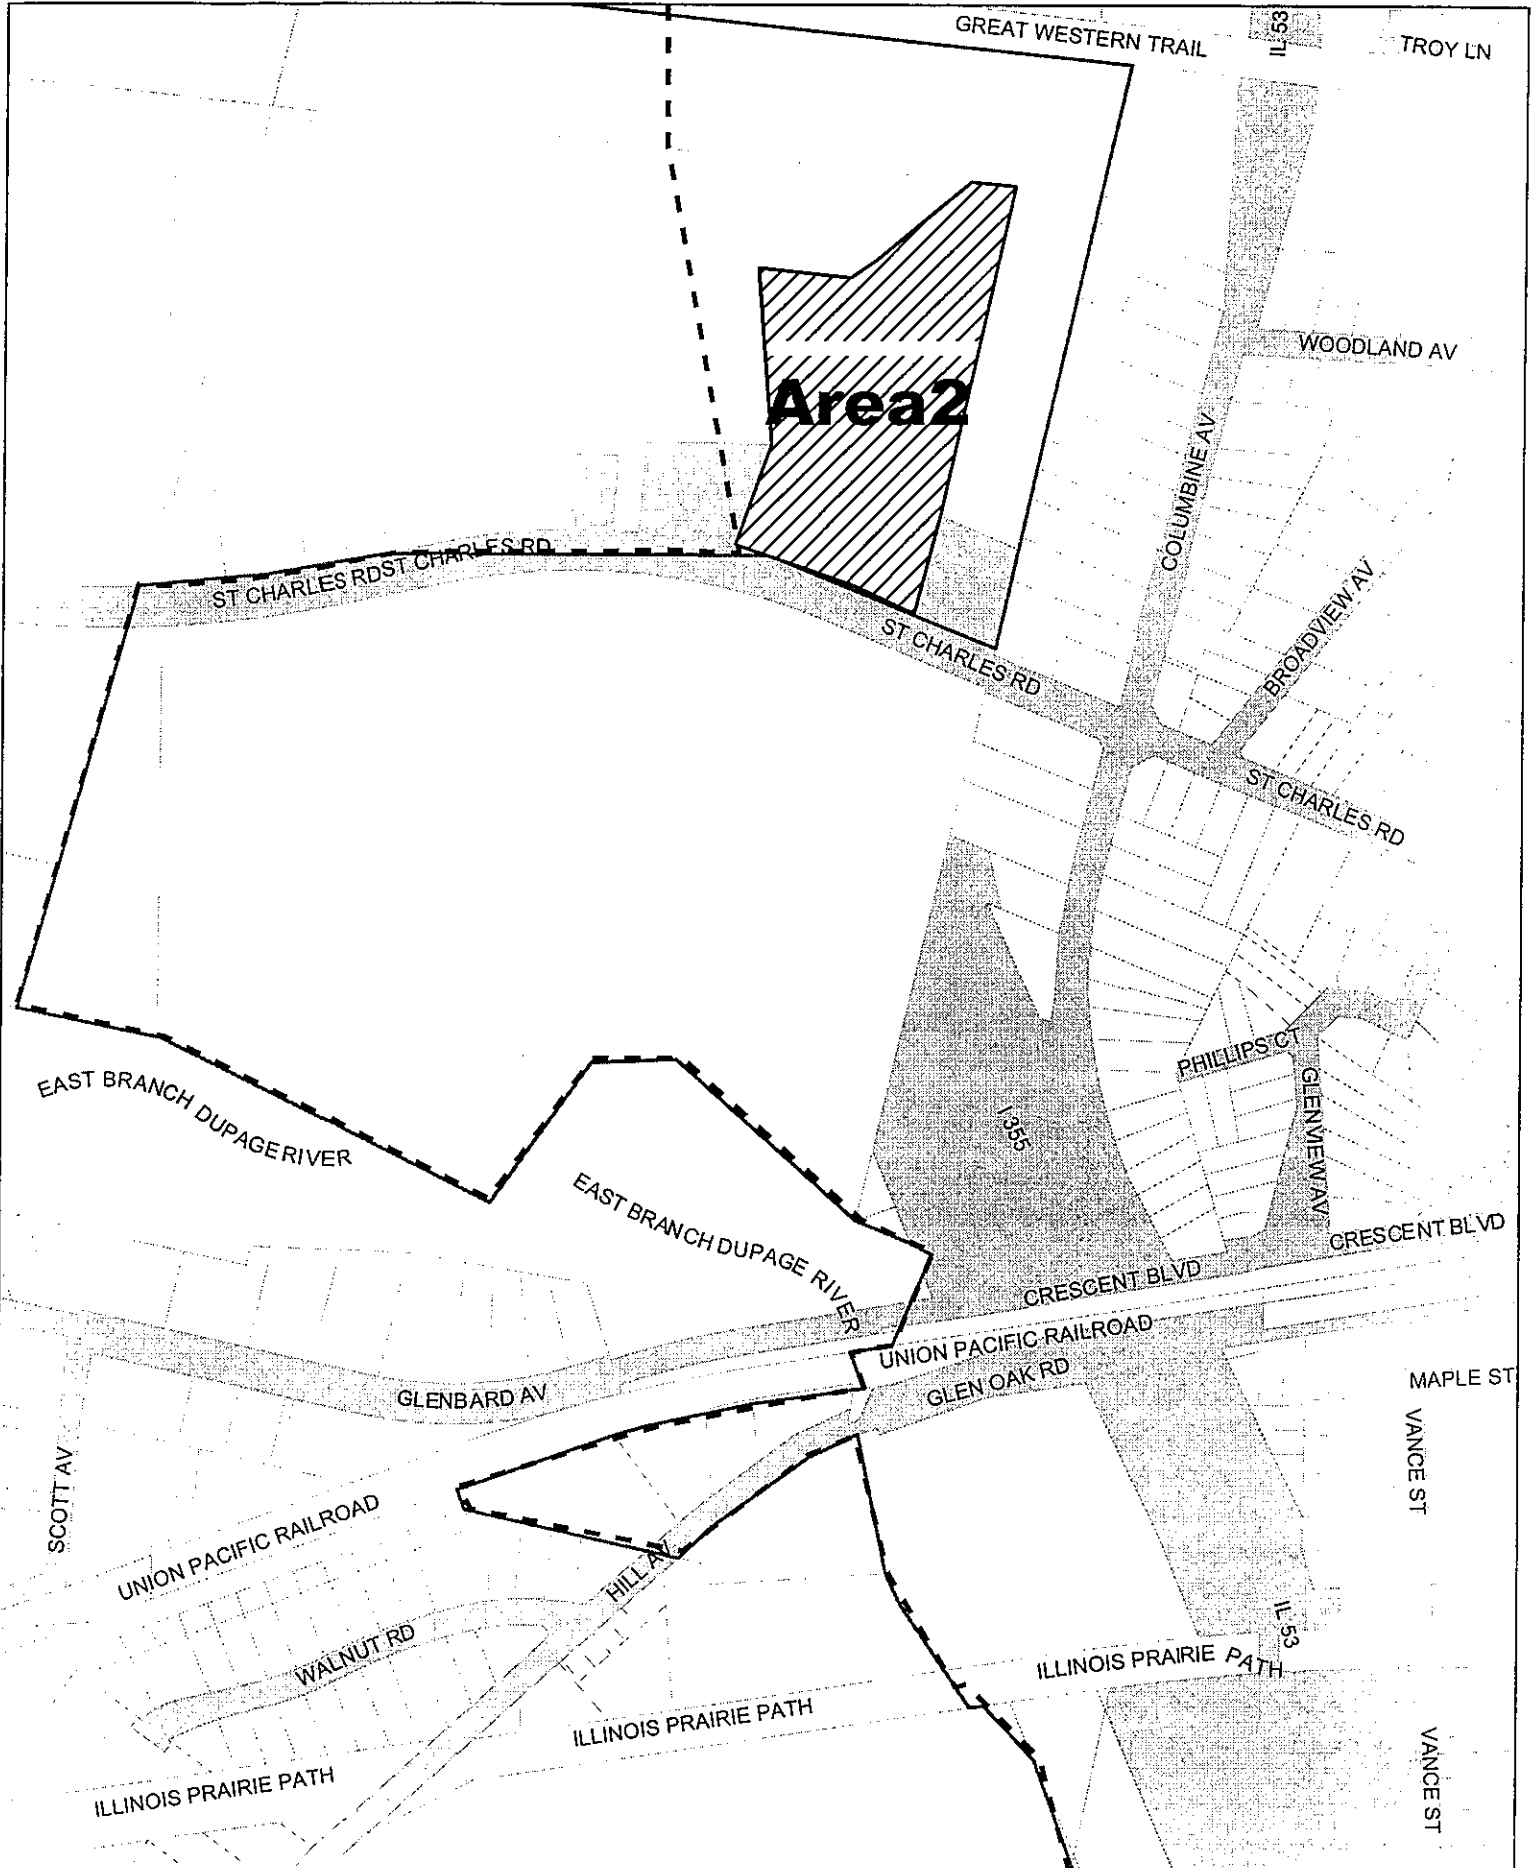 GREAT WESTERN TRAIL
IL 53
TROY LN
WOODLAND AV
Area2
COLUMBINE AV
ST CHARLES RD
ST CHARLES RD
BROADVIEW AV
ST CHARLES RD
ST CHARLES RD
PHILLIPS CT
GLENVIEW AV
EAST BRANCH DUPAGE RIVER
I 355
EAST BRANCH DUPAGE RIVER
CRESCENT BLVD
CRESCENT BLVD
UNION PACIFIC RAILROAD
GLEN OAK RD
MAPLE ST
GLENBARD AV
VANCE ST
SCOTT AV
UNION PACIFIC RAILROAD
HILL AV
WALNUT RD
IL 53
ILLINOIS PRAIRIE PATH
ILLINOIS PRAIRIE PATH
VANCE ST
ILLINOIS PRAIRIE PATH